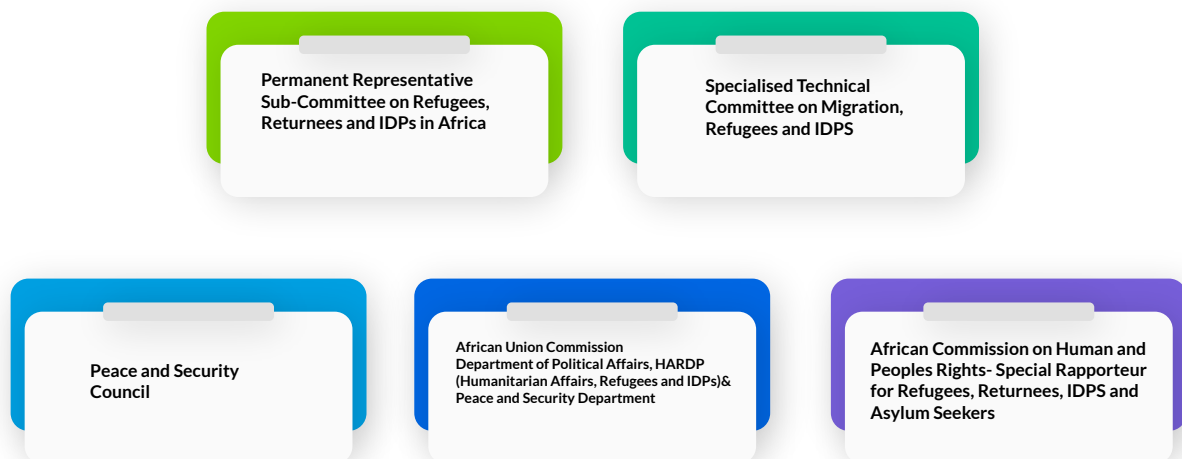 Permanent Representative
Sub-Committee on Refugees,
Returnees and IDPs in Africa
Specialised Technical
Committee on Migration,
Refugees and IDPS
Peace and Security
Council
African Union Commission
Department of Political Affairs, HARDP
(Humanitarian Affairs, Refugees and IDPs)&
Peace and Security Department
African Commission on Human and
Peoples Rights- Special Rapporteur
for Refugees, Returnees, IDPS and
Asylum Seekers